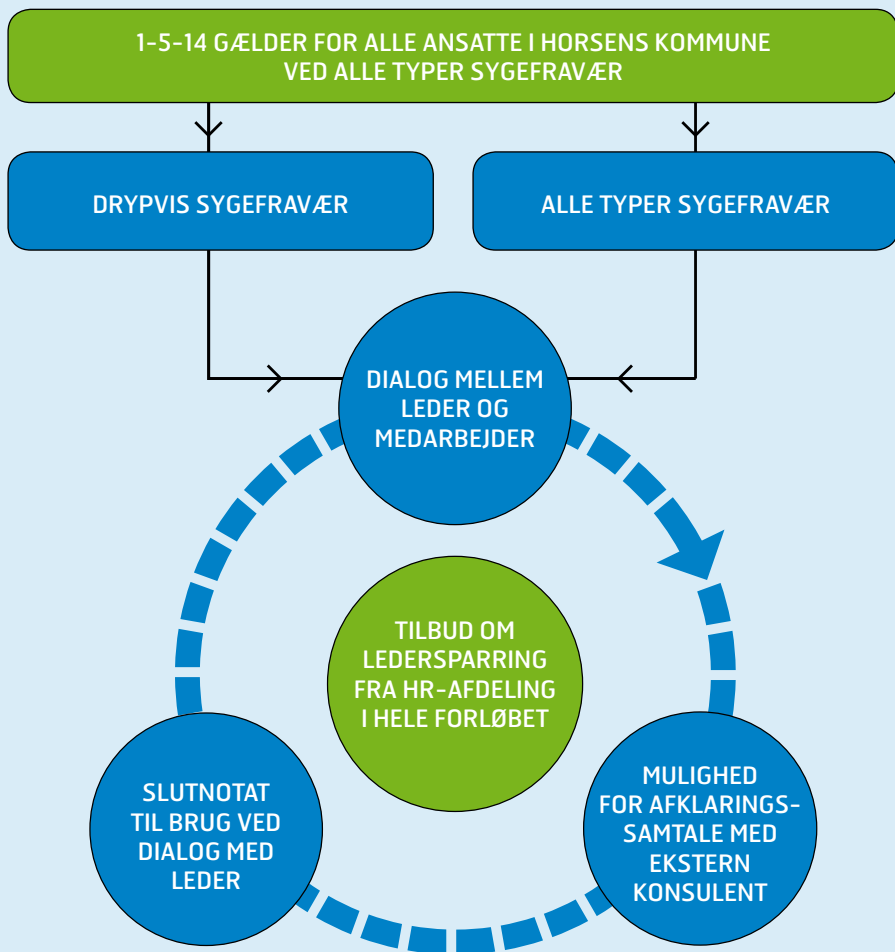 1-5-14 GÆLDER FOR ALLE ANSATTE I HORSENS KOMMUNE
VED ALLE TYPER SYGEFRAVÆR
DRYPVIS SYGEFRAVÆR
ALLE TYPER SYGEFRAVÆR
DIALOG MELLEM
LEDER OG
MEDARBEJDER
TILBUD OM
LEDERSPARRING
FRA HR-AFDELING
I HELE FORLØBET
SLUTNOTAT
TIL BRUG VED
DIALOG MED
LEDER
MULIGHED
FOR AFKLARINGS-
SAMTALE MED
EKSTERN
KONSULENT